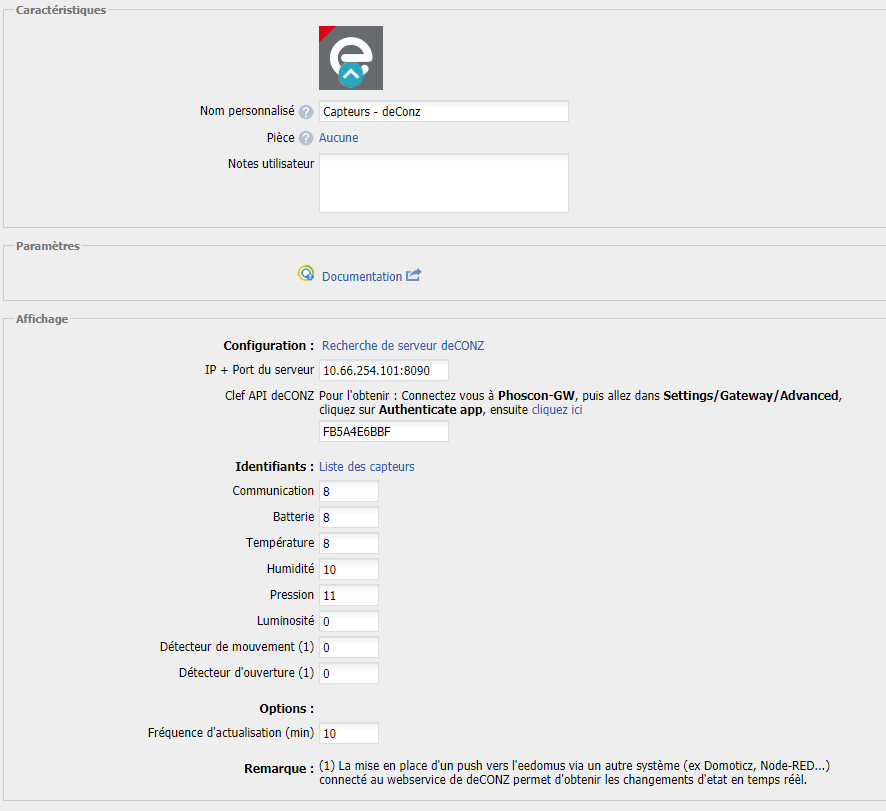 Caractéristiques
Nom personnalisé ? Capteurs - deConz
Pièce ? Aucune
Notes utilisateur
Paramètres
Documentation
Affichage
Configuration : Recherche de serveur deCONZ
IP + Port du serveur 10.66.254.101:8090
Clef API deCONZ Pour l'obtenir : Connectez vous à Phoscon-GW, puis allez dans Settings/Gateway/Advanced,
cliquez sur Authenticate app, ensuite cliquez ici
FB5A4E6BBF
Identifiants : Liste des capteurs
Communication 8
Batterie 8
Température 8
Humidité 10
Pression 11
Luminosité 0
Détecteur de mouvement (1) 0
Détecteur d'ouverture (1) 0
Options :
Fréquence d'actualisation (min) 10
Remarque : (1) La mise en place d'un push vers l'eedomus via un autre système (ex Domoticz, Node-RED...)
connecté au webservice de deCONZ permet d'obtenir les changements d'etat en temps réèl.